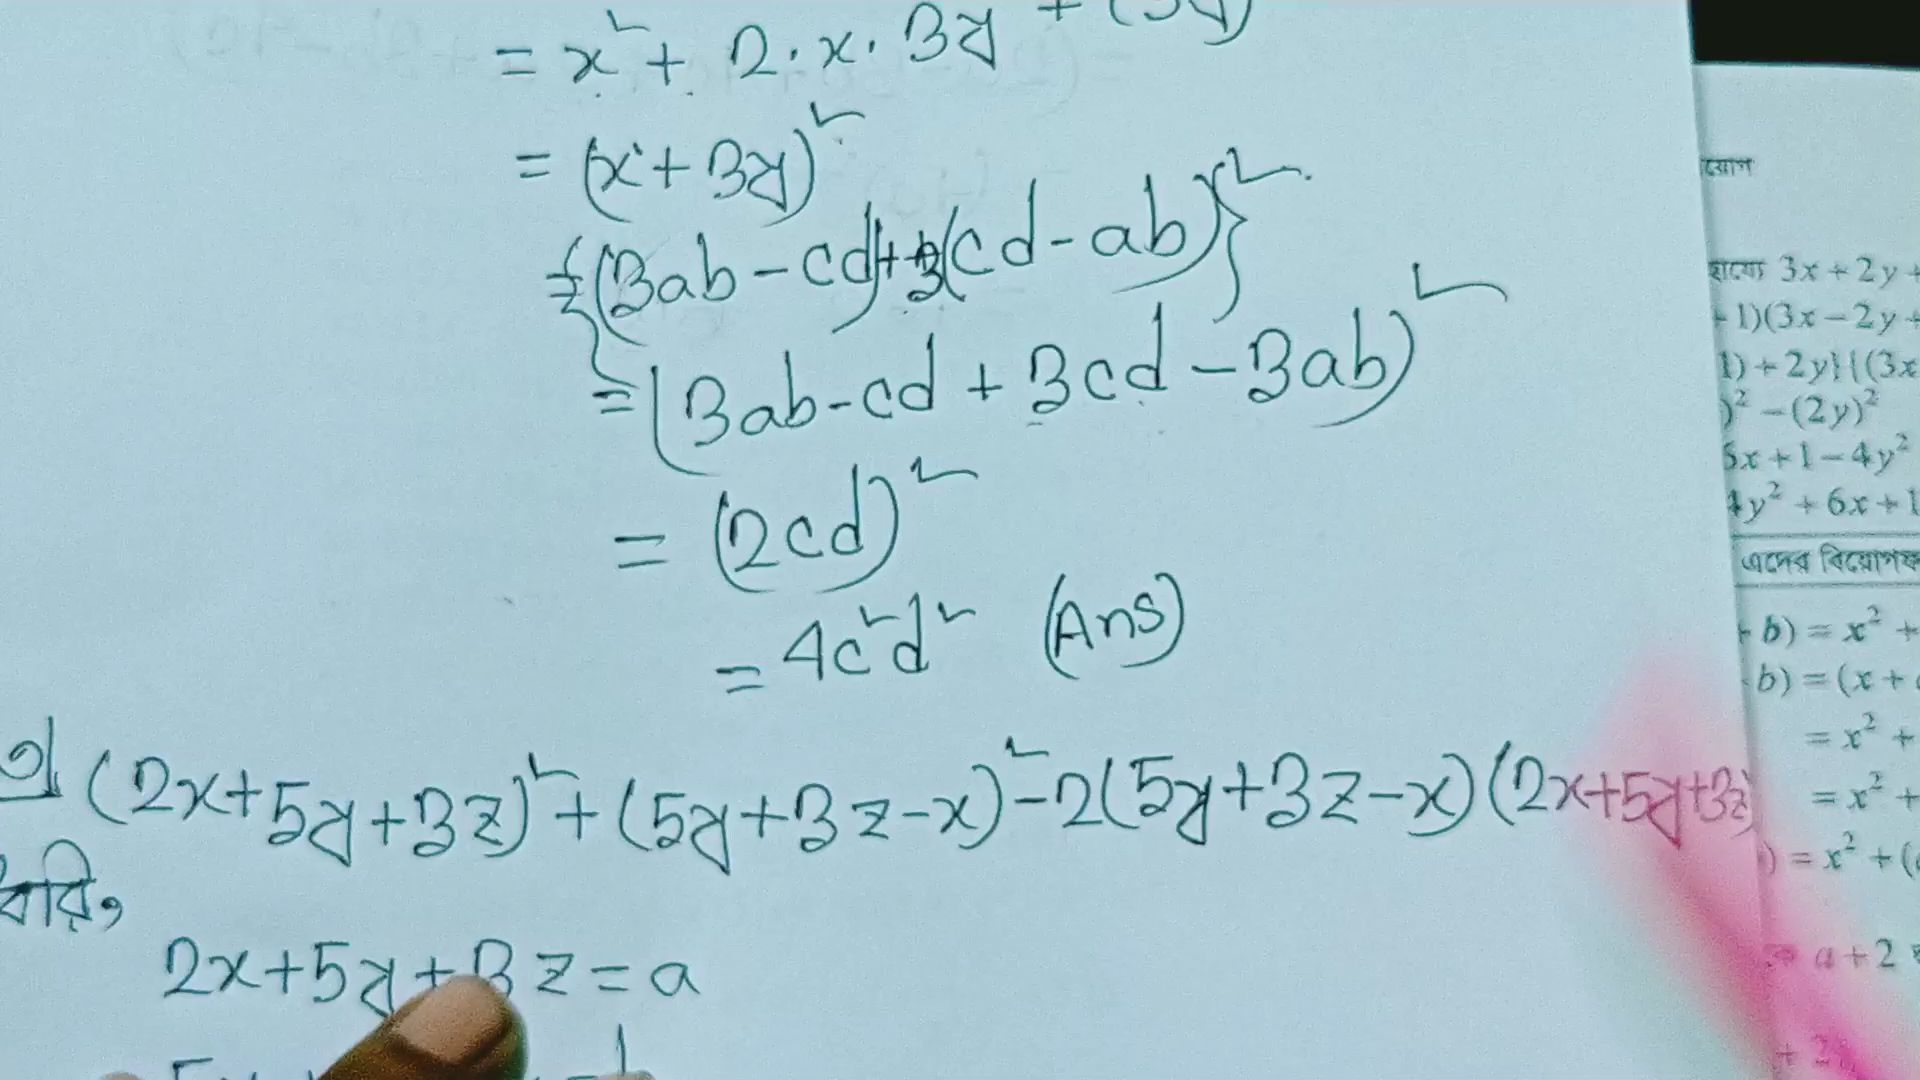 = x² + 2·x·3y + (3y)
= (x+3y)²
= {(3ab-cd)+3(cd-ab)}²
= (3ab-cd+3cd-3ab)²
= (2cd)²
= 4c²d² (Ans)
(2x+5y+3z)²+(5y+3z-x)²-2(5y+3z-x)(2x+5y+3z)
ধরি,
2x+5y+3z=a
য়োগ
3x+2y+
1)(3x-2y+
1)+2y}{(3x
)²-(2y)²
6x+1-4y²
4y²+6x+1
এদের বিয়োগফ
b)=x²+
b)=(x+
=x²+
=x²+
)=x²+(
a+2